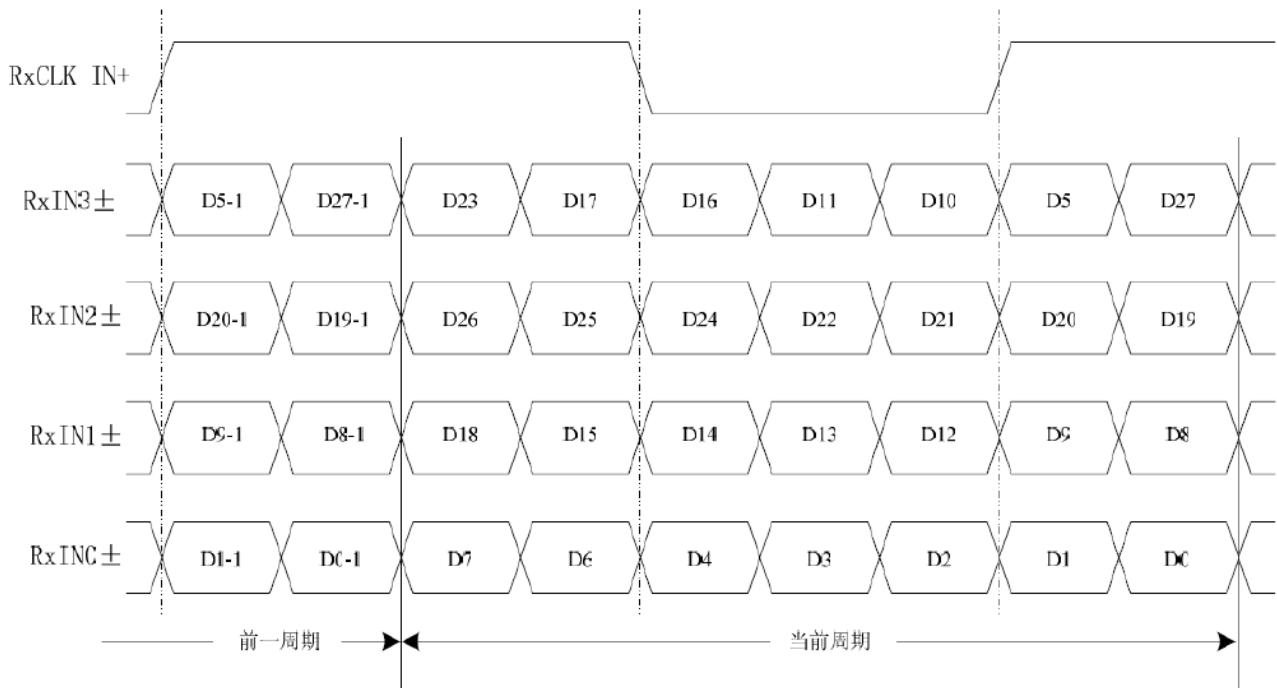 RxCLK IN+
RxIN3± D5-1 D27-1 D23 D17 D16 D11 D10 D5 D27
RxIN2± D20-1 D19-1 D26 D25 D24 D22 D21 D20 D19
RxIN1± D9-1 D8-1 D18 D15 D14 D13 D12 D9 D8
RxIN0± D1-1 D0-1 D7 D6 D4 D3 D2 D1 D0
前一周期 当前周期